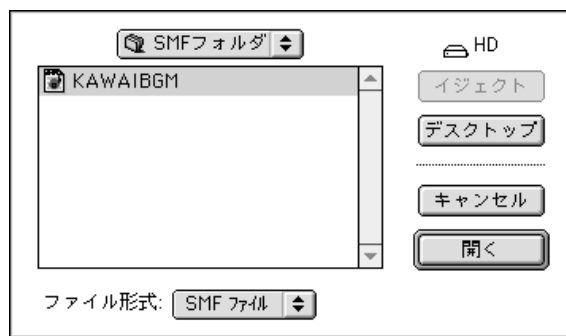 SMFフォルダ
HD
KAWAIBGM
イジェクト
デスクトップ
キャンセル
開く
ファイル形式: SMF ファイル